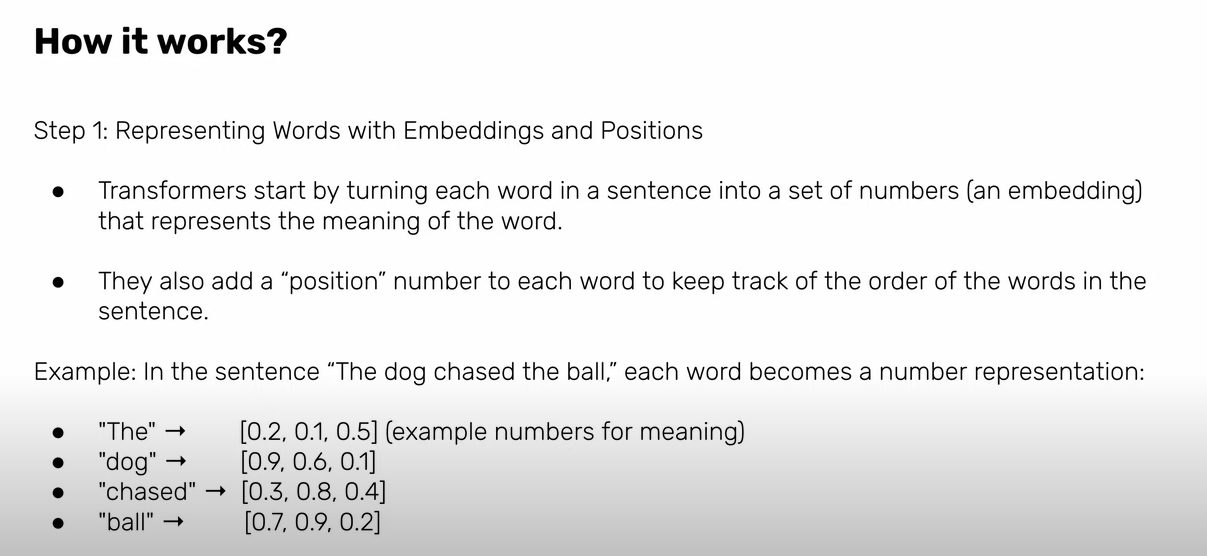 How it works?
Step 1: Representing Words with Embeddings and Positions
● Transformers start by turning each word in a sentence into a set of numbers (an embedding)
that represents the meaning of the word.
● They also add a “position” number to each word to keep track of the order of the words in the
sentence.
Example: In the sentence “The dog chased the ball,” each word becomes a number representation:
● "The" → [0.2, 0.1, 0.5] (example numbers for meaning)
● "dog" → [0.9, 0.6, 0.1]
● "chased" → [0.3, 0.8, 0.4]
● "ball" → [0.7, 0.9, 0.2]